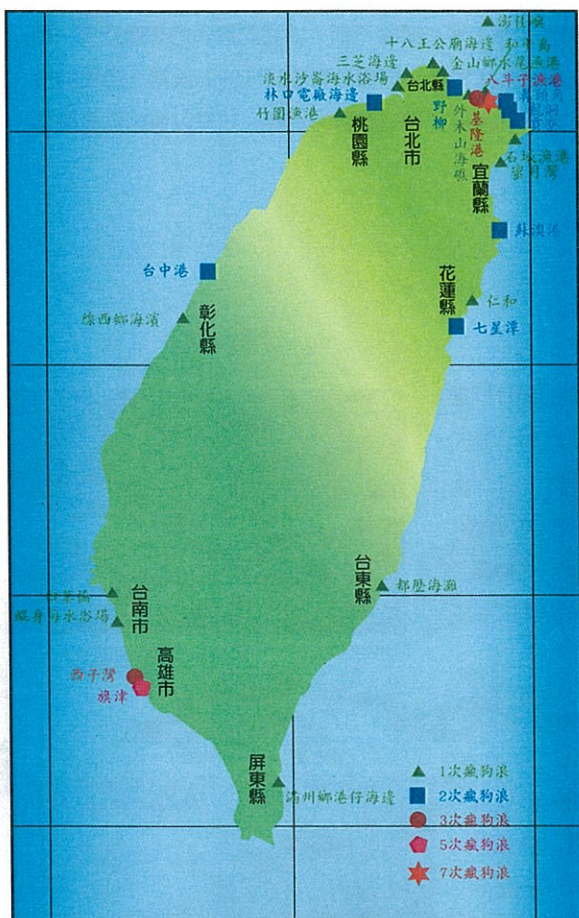 澎佳嶼
十八王公廟海邊
和平島
三芝海邊
金山鄉水尾漁港
淡水沙崙海水浴場
台北縣
八斗子漁港
林口電廠海邊
野柳
鼻頭角
竹圍漁港
外木山海礁
基隆港
桃園縣
台北市
石城漁港
宜蘭縣
蜜月灣
蘇澳港
台中港
花蓮縣
仁和
線西鄉海濱
彰化縣
七星潭
台東縣
都歷海灘
台南市
鯤身海水浴場
高雄市
西子灣
旗津
屏東縣
滿州鄉港仔海邊
1次瘋狗浪
2次瘋狗浪
3次瘋狗浪
5次瘋狗浪
7次瘋狗浪